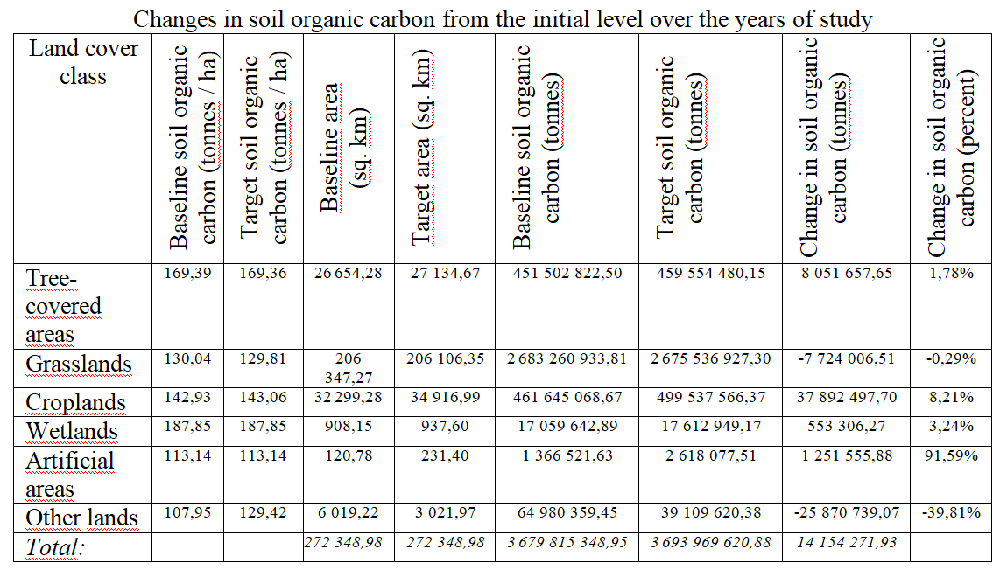 Changes in soil organic carbon from the initial level over the years of study
Land cover
class
Baseline soil organic
carbon (tonnes / ha)
Target soil organic
carbon (tonnes / ha)
Baseline area
(sq. km)
Target area (sq. km)
Baseline soil organic
carbon (tonnes)
Target soil organic
carbon (tonnes)
Change in soil organic
carbon (tonnes)
Change in soil organic
carbon (percent)
Tree-
covered
areas
169,39
169,36
26 654,28
27 134,67
451 502 822,50
459 554 480,15
8 051 657,65
1,78%
Grasslands
130,04
129,81
206
347,27
206 106,35
2 683 260 933,81
2 675 536 927,30
-7 724 006,51
-0,29%
Croplands
142,93
143,06
32 299,28
34 916,99
461 645 068,67
499 537 566,37
37 892 497,70
8,21%
Wetlands
187,85
187,85
908,15
937,60
17 059 642,89
17 612 949,17
553 306,27
3,24%
Artificial
areas
113,14
113,14
120,78
231,40
1 366 521,63
2 618 077,51
1 251 555,88
91,59%
Other lands
107,95
129,42
6 019,22
3 021,97
64 980 359,45
39 109 620,38
-25 870 739,07
-39,81%
Total:
272 348,98
272 348,98
3 679 815 348,95
3 693 969 620,88
14 154 271,93